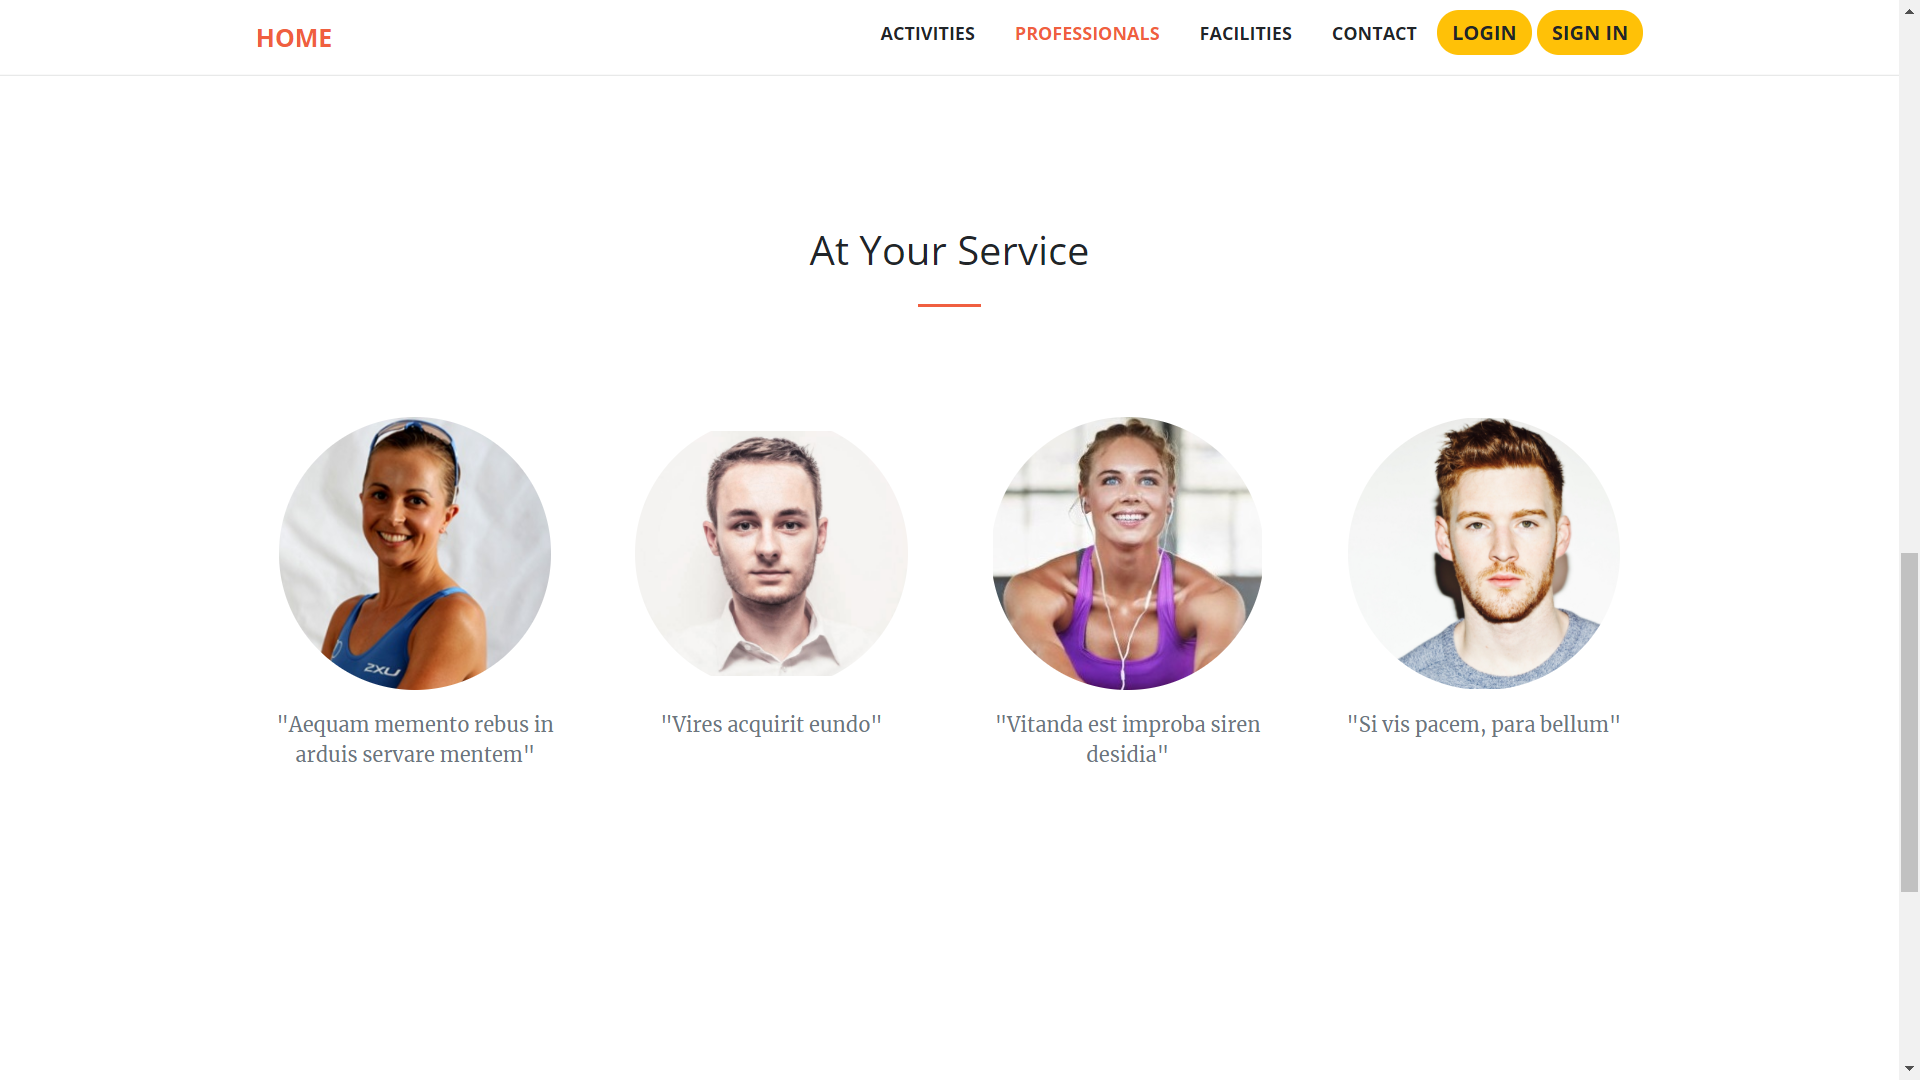 HOME
ACTIVITIES
PROFESSIONALS
FACILITIES
CONTACT
LOGIN
SIGN IN
At Your Service
2XU
"Aequam memento rebus in
arduis servare mentem"
"Vires acquirit eundo"
"Vitanda est improba siren
desidia"
"Si vis pacem, para bellum"